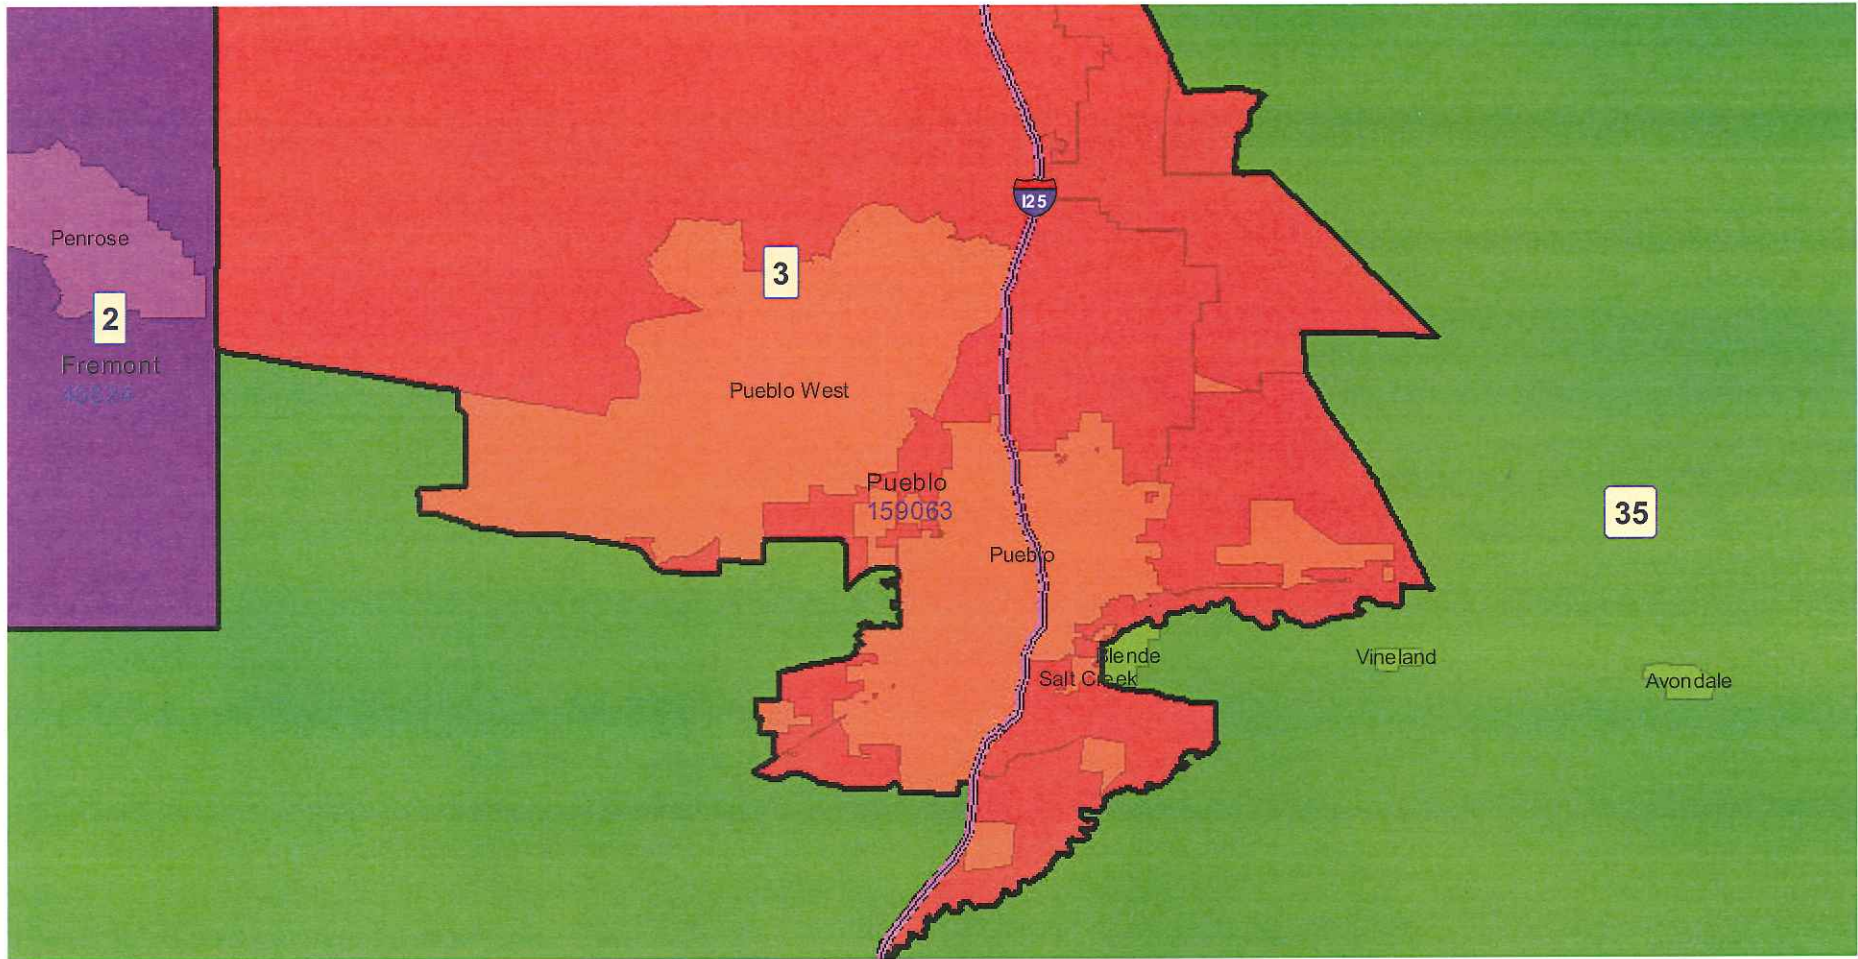 I25
Penrose
3
2
Fremont
Pueblo West
Pueblo
159063
35
Pueblo
Blende
Vineland
Salt Creek
Avondale